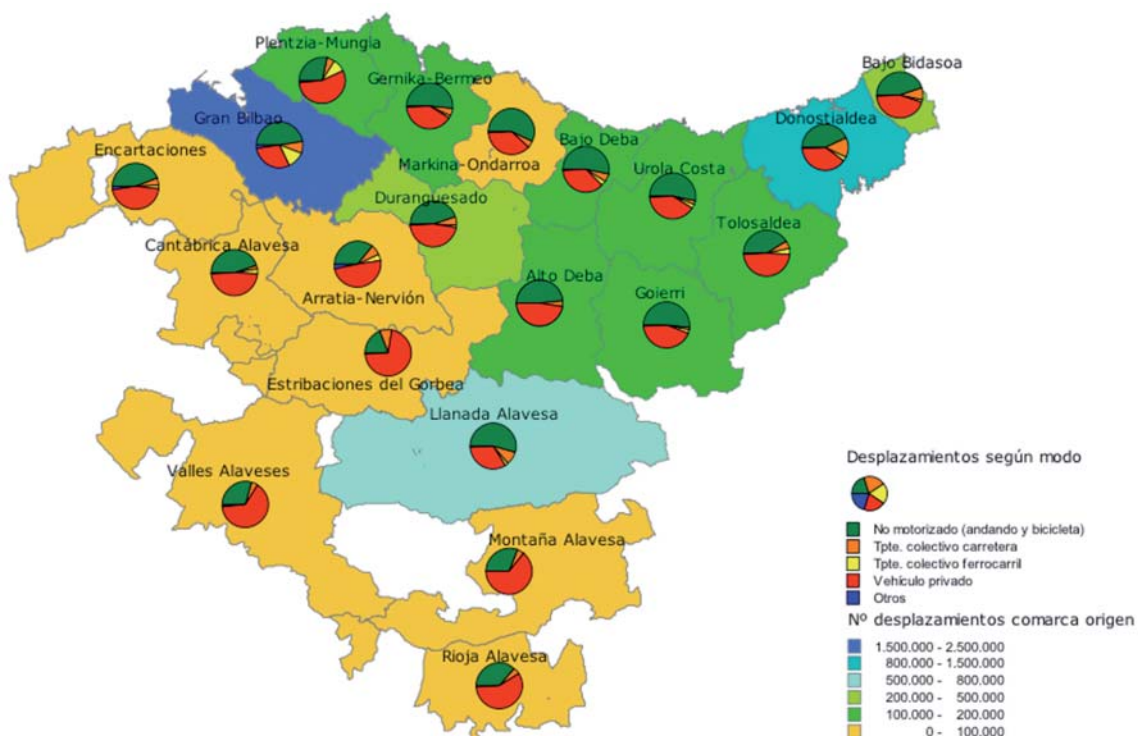 Plentzia-Mungia
Bajo Bidasoa
Gernika-Bermeo
Gran Bilbao
Donostialdea
Encartaciones
Bajo Deba
Markina-Ondarroa
Urola Costa
Duranguesado
Tolosaldea
Cantábrica Alavesa
Alto Deba
Goierri
Arratia-Nervión
Estribaciones del Gorbea
Llanada Alavesa
Valles Alaveses
Montaña Alavesa
Rioja Alavesa
Desplazamientos según modo
No motorizado (andando y bicicleta)
Tpte. colectivo carretera
Tpte. colectivo ferrocarril
Vehículo privado
Otros
Nº desplazamientos comarca origen
1.500.000 - 2.500.000
800.000 - 1.500.000
500.000 - 800.000
200.000 - 500.000
100.000 - 200.000
0 - 100.000